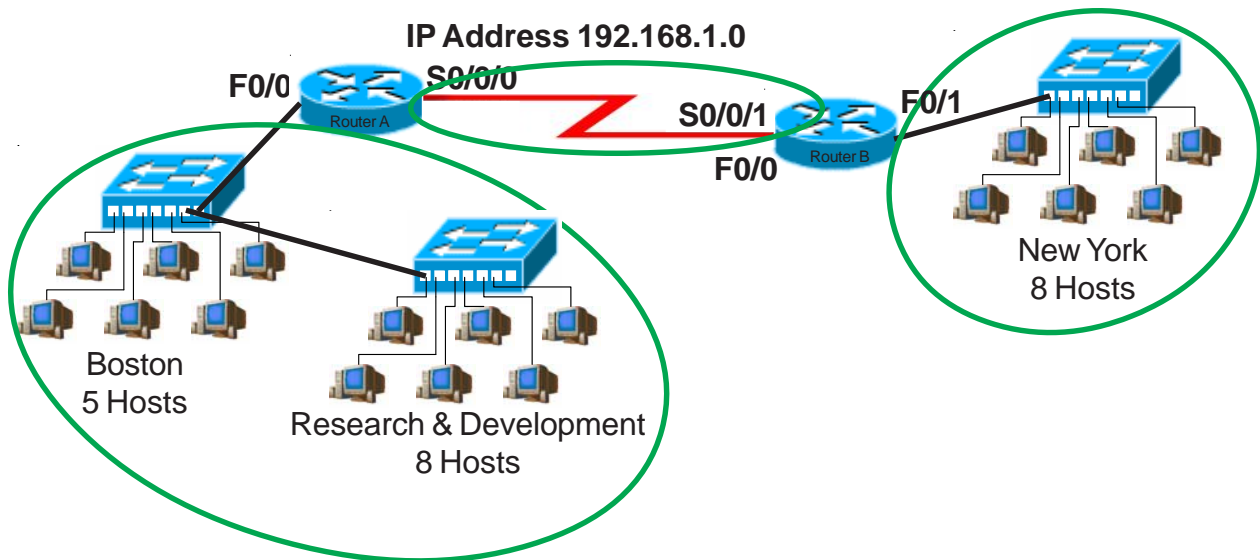 IP Address 192.168.1.0
F0/0
S0/0/0
Router A
S0/0/1
F0/1
F0/0
Router B
New York
8 Hosts
Boston
5 Hosts
Research & Development
8 Hosts